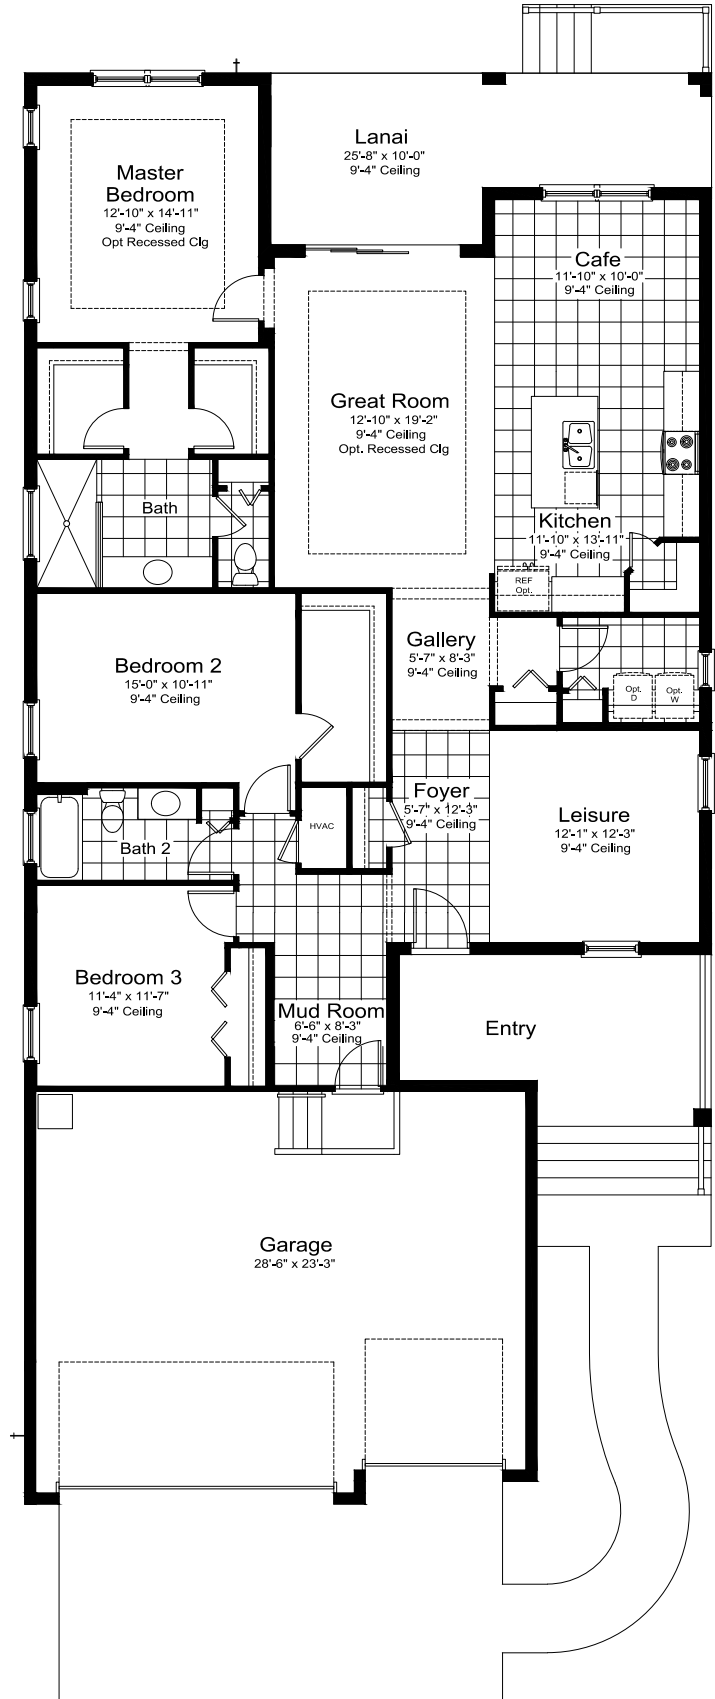 Lanai
25'-8" x 10'-0"
9'-4" Ceiling
Master
Bedroom
12'-10" x 14'-11"
9'-4" Ceiling
Opt Recessed Clg
Cafe
11'-10" x 10'-0"
9'-4" Ceiling
Great Room
12'-10" x 19'-2"
9'-4" Ceiling
Opt. Recessed Clg
Bath
Kitchen
11'-10" x 13'-11"
9'-4" Ceiling
REF
Opt.
Gallery
5'-7" x 8'-3"
9'-4" Ceiling
Bedroom 2
15'-0" x 10'-11"
9'-4" Ceiling
Opt.
D
Opt.
W
Foyer
5'-7" x 12'-3"
9'-4" Ceiling
Leisure
12'-1" x 12'-3"
9'-4" Ceiling
HVAC
Bath 2
Bedroom 3
11'-4" x 11'-7"
9'-4" Ceiling
Mud Room
6'-6" x 8'-3"
9'-4" Ceiling
Entry
Garage
28'-6" x 23'-3"